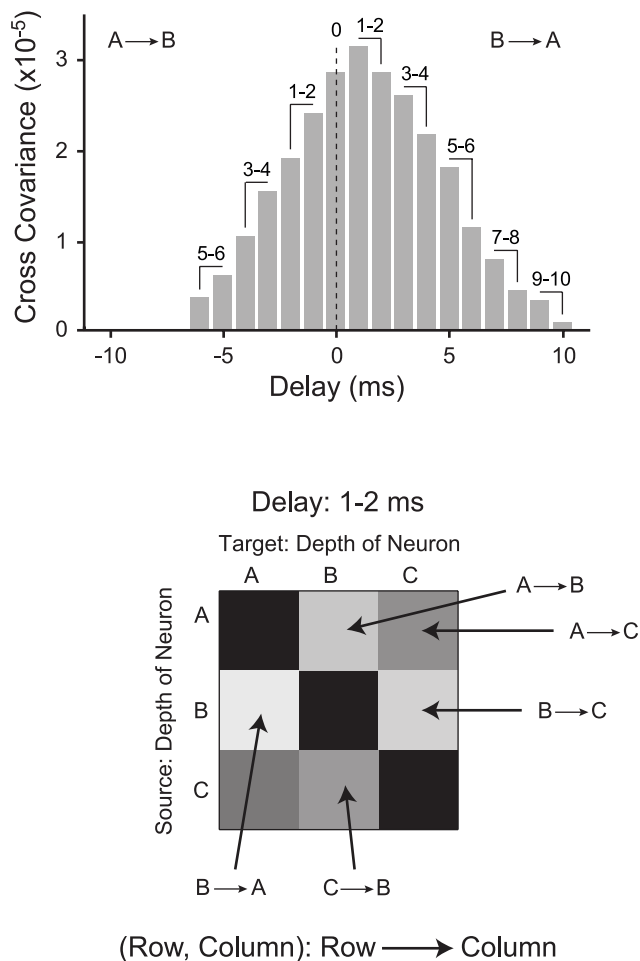 Cross Covariance (x10⁻⁵)
A → B
B → A
0
1-2
3-4
5-6
7-8
9-10
1-2
3-4
5-6
3
2
1
0
-10 -5 0 5 10
Delay (ms)
Delay: 1-2 ms
Target: Depth of Neuron
A B C
Source: Depth of Neuron
A
B
C
A → B
A → C
B → C
B → A
C → B
(Row, Column): Row → Column